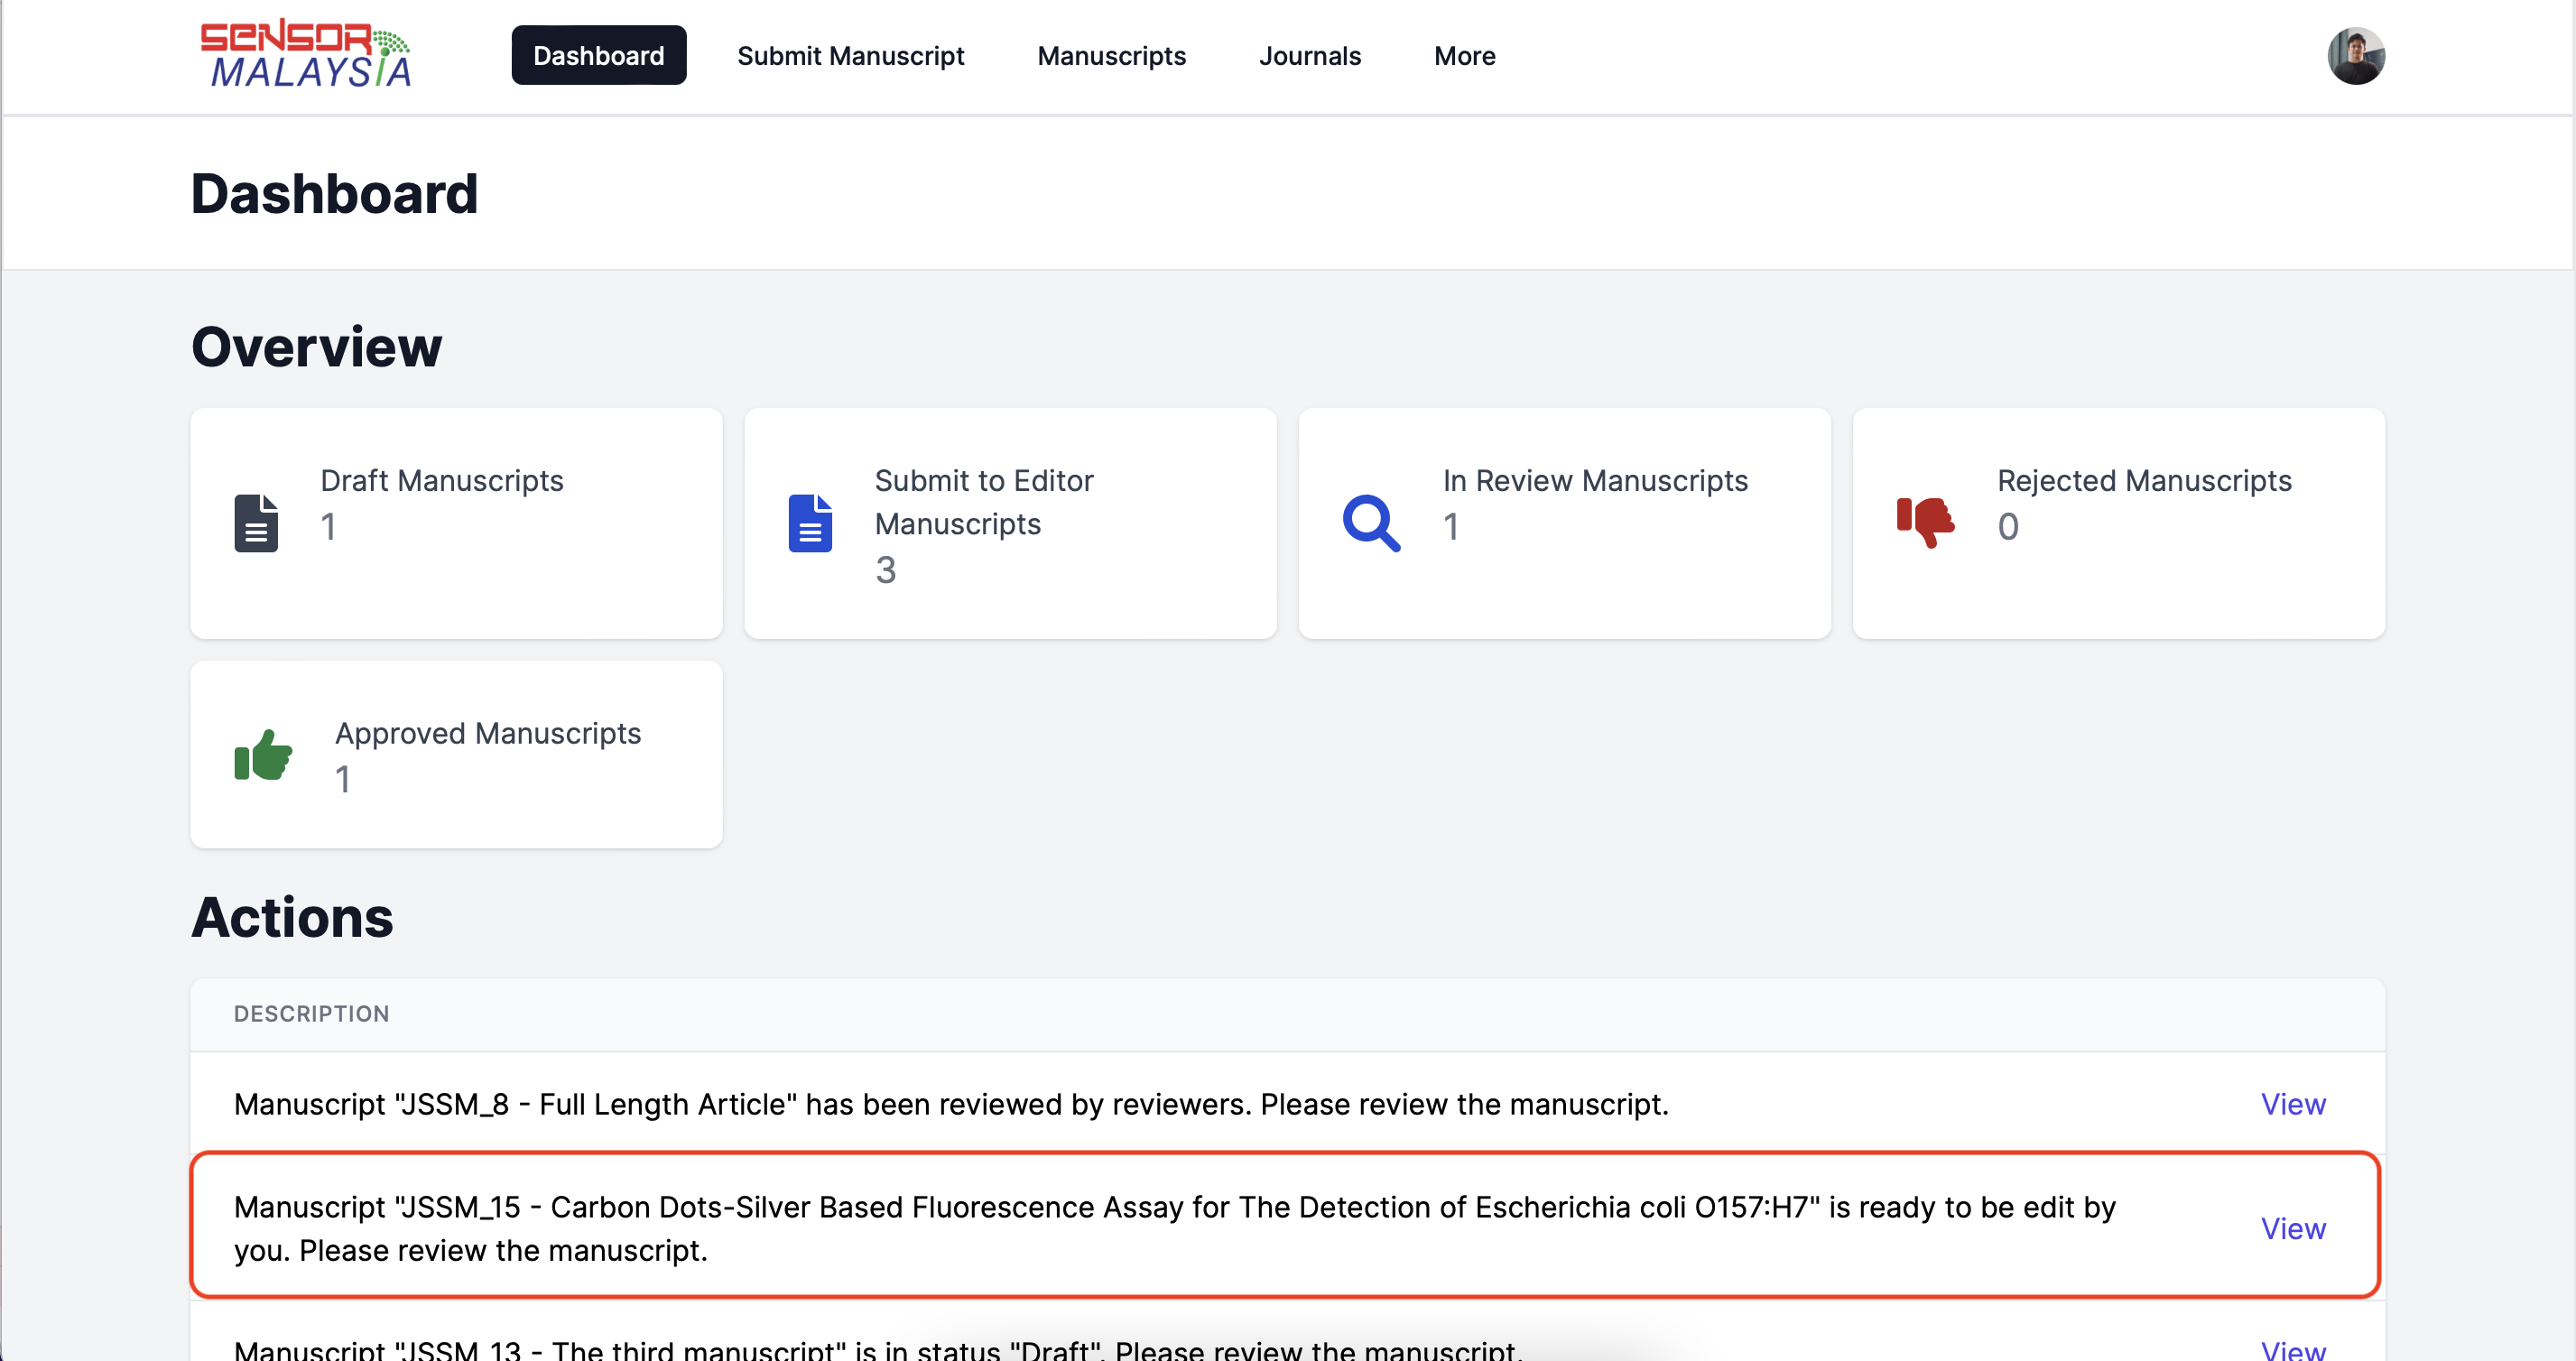 SENSOR
MALAYSIA
Dashboard
Submit Manuscript
Manuscripts
Journals
More
Dashboard
Overview
Draft Manuscripts
1
Submit to Editor
Manuscripts
3
In Review Manuscripts
1
Rejected Manuscripts
0
Approved Manuscripts
1
Actions
DESCRIPTION
Manuscript "JSSM_8 - Full Length Article" has been reviewed by reviewers. Please review the manuscript.
View
Manuscript "JSSM_15 - Carbon Dots-Silver Based Fluorescence Assay for The Detection of Escherichia coli O157:H7" is ready to be edit by
you. Please review the manuscript.
View
Manuscript "JSSM_13 - The third manuscript" is in status "Draft". Please review the manuscript.
View